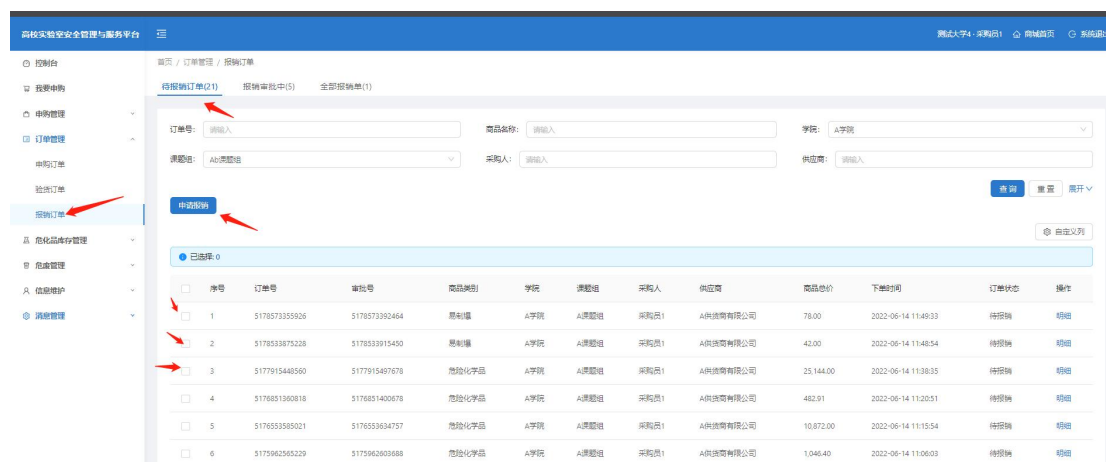 高校实验室安全管理与服务平台 测试大学4 - 采购员1 商城首页 系统退出
控制台
我要申购
申购管理
订单管理
申购订单
验货订单
报销订单
危化品库存管理
危废管理
信息维护
消息管理
首页 / 订单管理 / 报销订单
待报销订单(21) 报销审批中(5) 全部报销单(1)
订单号: 请输入 商品名称: 请输入 学院: A学院
课题组: Ab课题组 采购人: 请输入 供应商: 请输入
查询 重置 展开
申请报销
自定义列
已选择: 0
序号 订单号 审批号 商品类别 学院 课题组 采购人 供应商 商品总价 下单时间 订单状态 操作
1 5178573355926 5178573392464 易制爆 A学院 A课题组 采购员1 A供货商有限公司 78.00 2022-06-14 11:49:33 待报销 明细
2 5178533875228 5178533915450 易制爆 A学院 A课题组 采购员1 A供货商有限公司 42.00 2022-06-14 11:48:54 待报销 明细
3 5177915448560 5177915497678 危险化学品 A学院 A课题组 采购员1 A供货商有限公司 25,144.00 2022-06-14 11:38:35 待报销 明细
4 5176851360818 5176851400678 危险化学品 A学院 A课题组 采购员1 A供货商有限公司 482.91 2022-06-14 11:20:51 待报销 明细
5 5176553585021 5176553634757 危险化学品 A学院 A课题组 采购员1 A供货商有限公司 10,872.00 2022-06-14 11:15:54 待报销 明细
6 5175962565229 5175962603688 危险化学品 A学院 A课题组 采购员1 A供货商有限公司 1,046.40 2022-06-14 11:06:03 待报销 明细